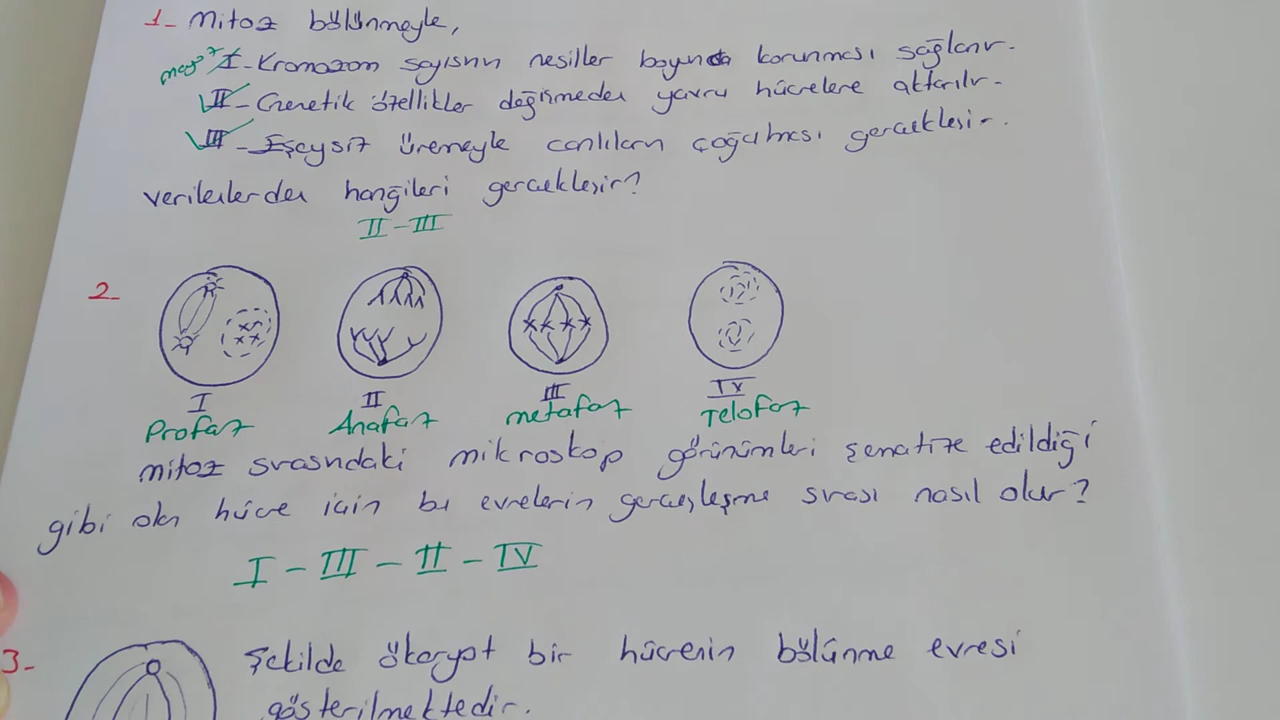 1- Mitoz bölünmeyle,
I- Kromozom sayısının nesiller boyunca korunması sağlanır.
II- Genetik özellikler değişmeden yavru hücrelere aktarılır.
III- Eşeysiz üremeyle canlıların çoğalması gerçekleşir.
verilenlerden hangileri gerçekleşir?
II-III
2-
I II III IV
Profaz Anafaz metafaz Telofaz
mitoz sırasındaki mikroskop görünümleri şematize edildiği
gibi olan hücre için bu evrelerin gerçekleşme sırası nasıl olur?
I - III - II - IV
3- Şekilde ökaryot bir hücrenin bölünme evresi
gösterilmektedir.